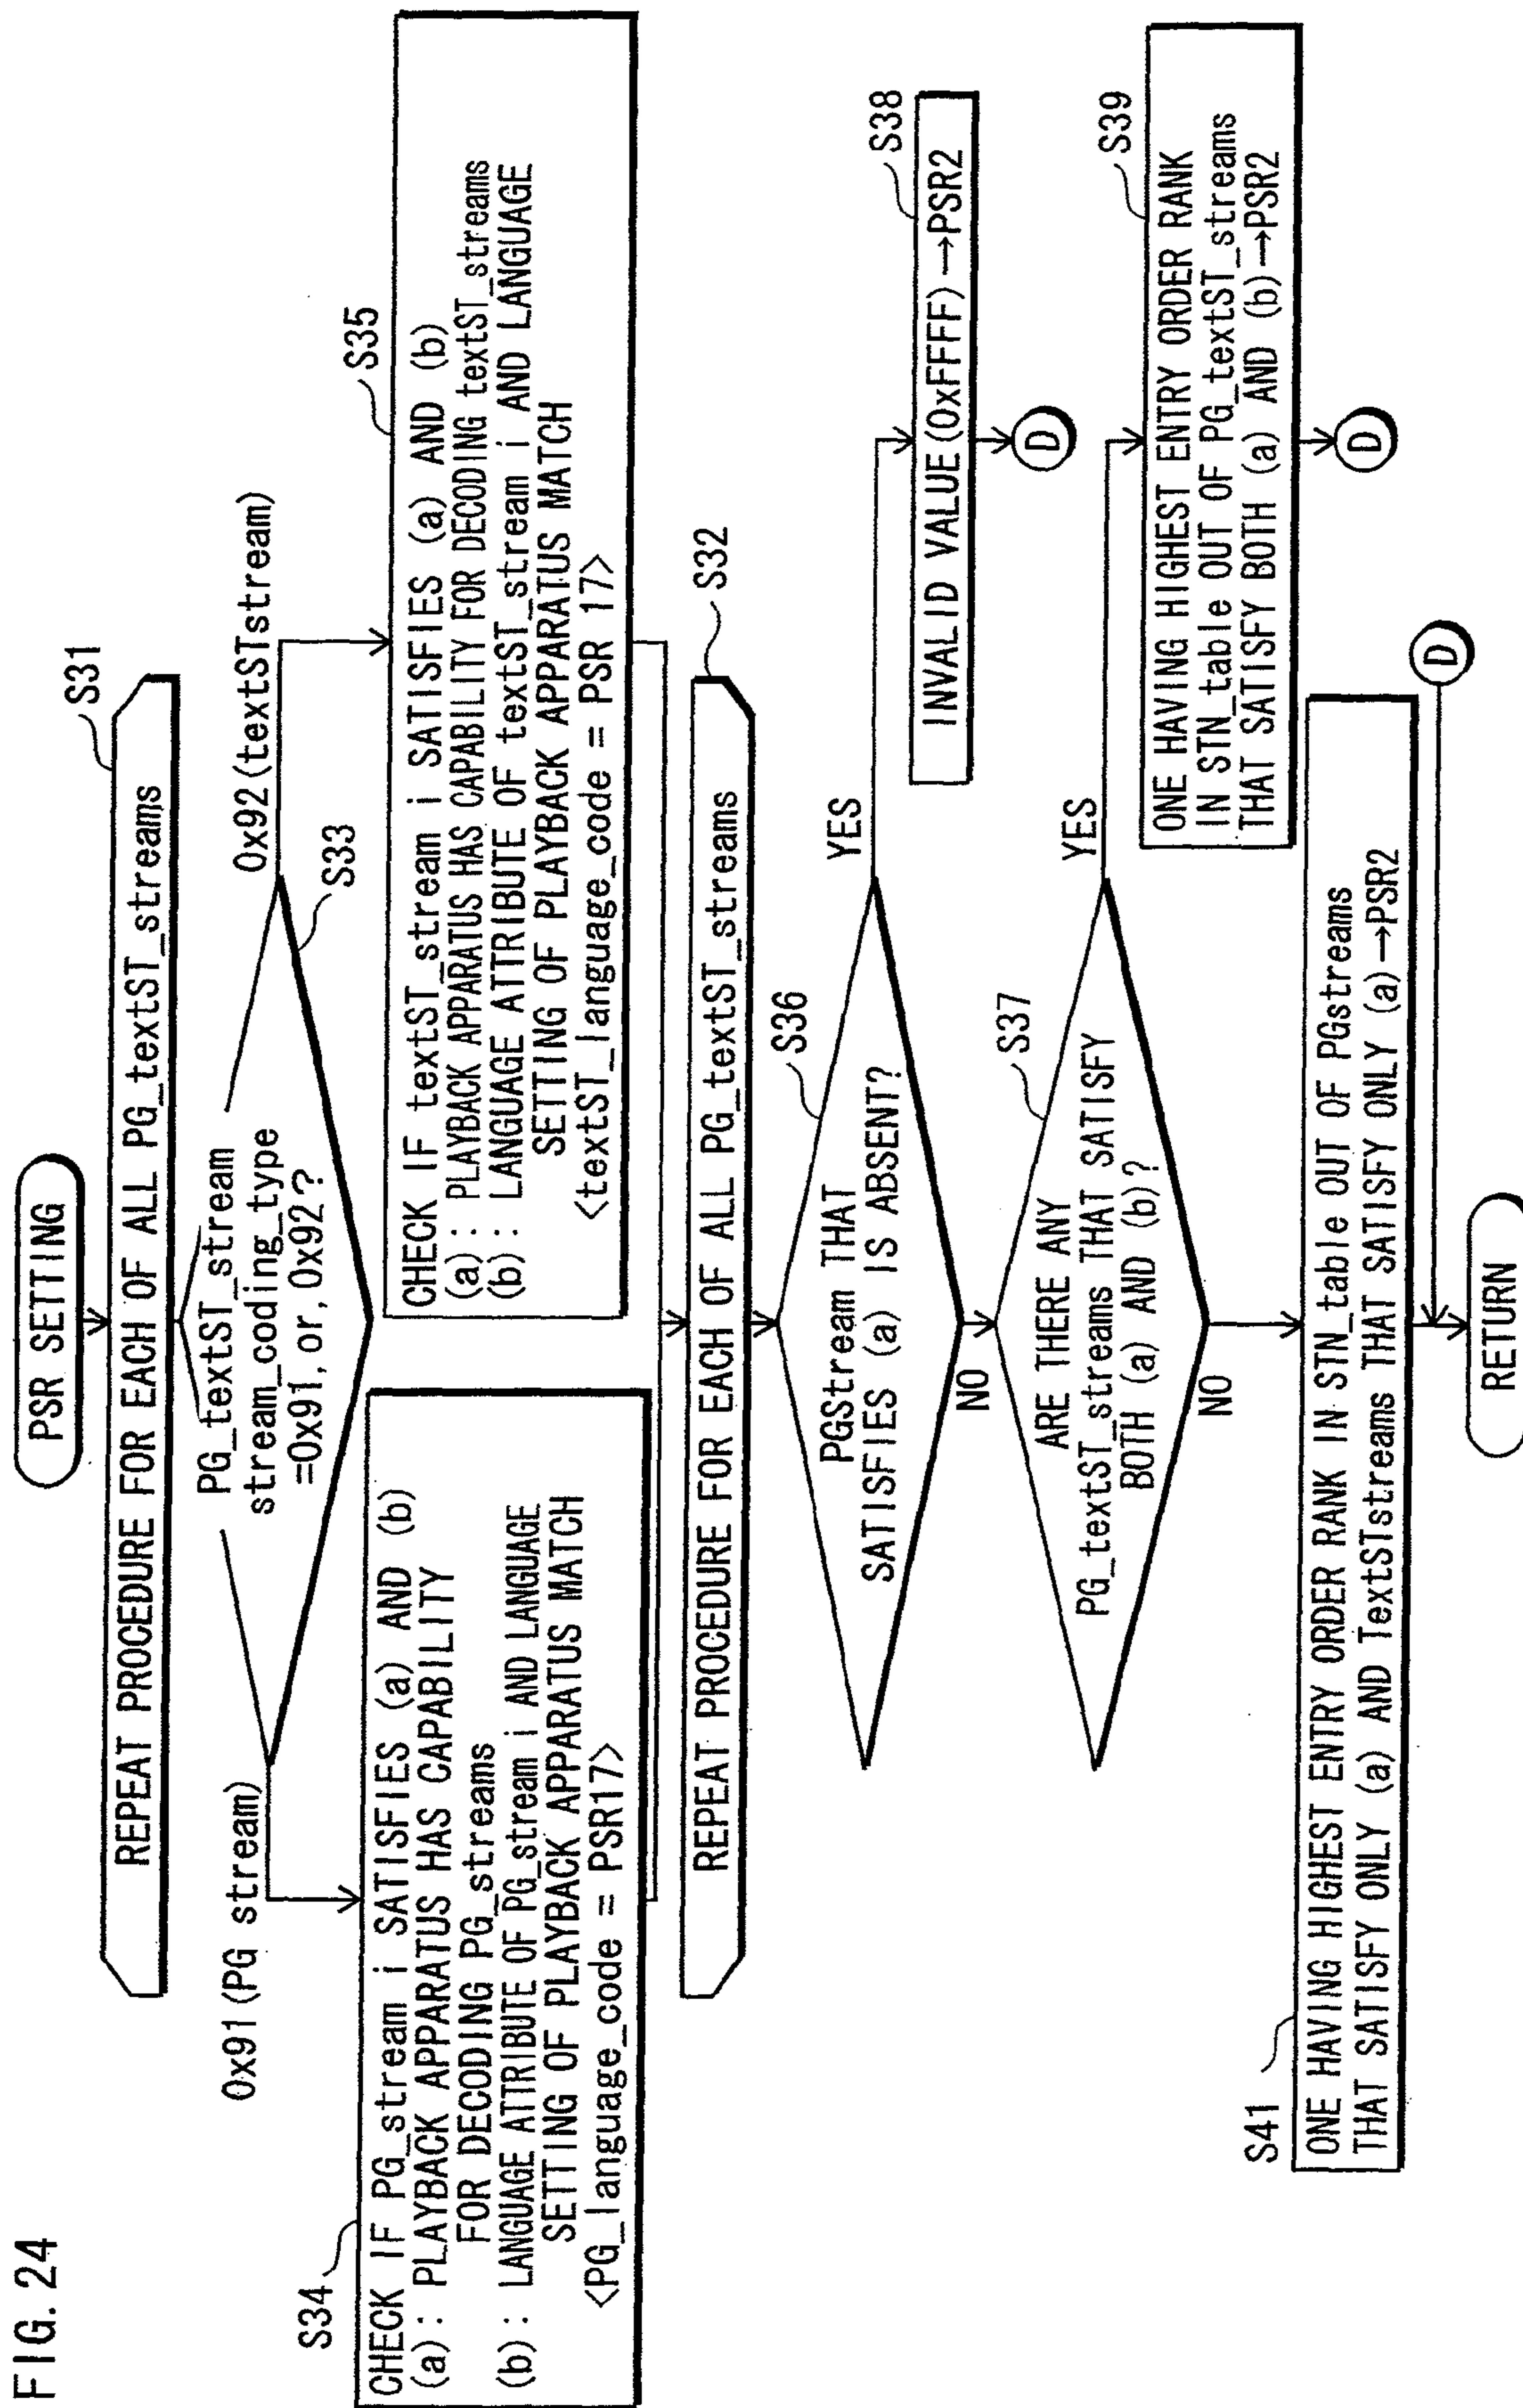 FIG. 24
PSR SETTING
S31
REPEAT PROCEDURE FOR EACH OF ALL PG_textST_streams
S33
PG_textST_stream
stream_coding_type
=0x91, or, 0x92?
0x91(PG stream)
0x92(textSTstream)
S34
CHECK IF PG_stream i SATISFIES (a) AND (b)
(a): PLAYBACK APPARATUS HAS CAPABILITY
FOR DECODING PG_streams
(b): LANGUAGE ATTRIBUTE OF PG_stream i AND LANGUAGE
SETTING OF PLAYBACK APPARATUS MATCH
<PG_language_code = PSR17>
S35
CHECK IF textST_stream i SATISFIES (a) AND (b)
(a): PLAYBACK APPARATUS HAS CAPABILITY FOR DECODING textST_streams
(b): LANGUAGE ATTRIBUTE OF textST_stream i AND LANGUAGE
SETTING OF PLAYBACK APPARATUS MATCH
<textST_language_code = PSR 17>
S32
REPEAT PROCEDURE FOR EACH OF ALL PG_textST_streams
S36
PGStream THAT
SATISFIES (a) IS ABSENT?
YES
NO
S38
INVALID VALUE(0xFFFF)→PSR2
D
S37
ARE THERE ANY
PG_textST_streams THAT SATISFY
BOTH (a) AND (b)?
YES
NO
S39
ONE HAVING HIGHEST ENTRY ORDER RANK
IN STN_table OUT OF PG_textST_streams
THAT SATISFY BOTH (a) AND (b)→PSR2
D
S41
ONE HAVING HIGHEST ENTRY ORDER RANK IN STN_table OUT OF PGstreams
THAT SATISFY ONLY (a) AND TextSTstreams THAT SATISFY ONLY (a)→PSR2
D
RETURN